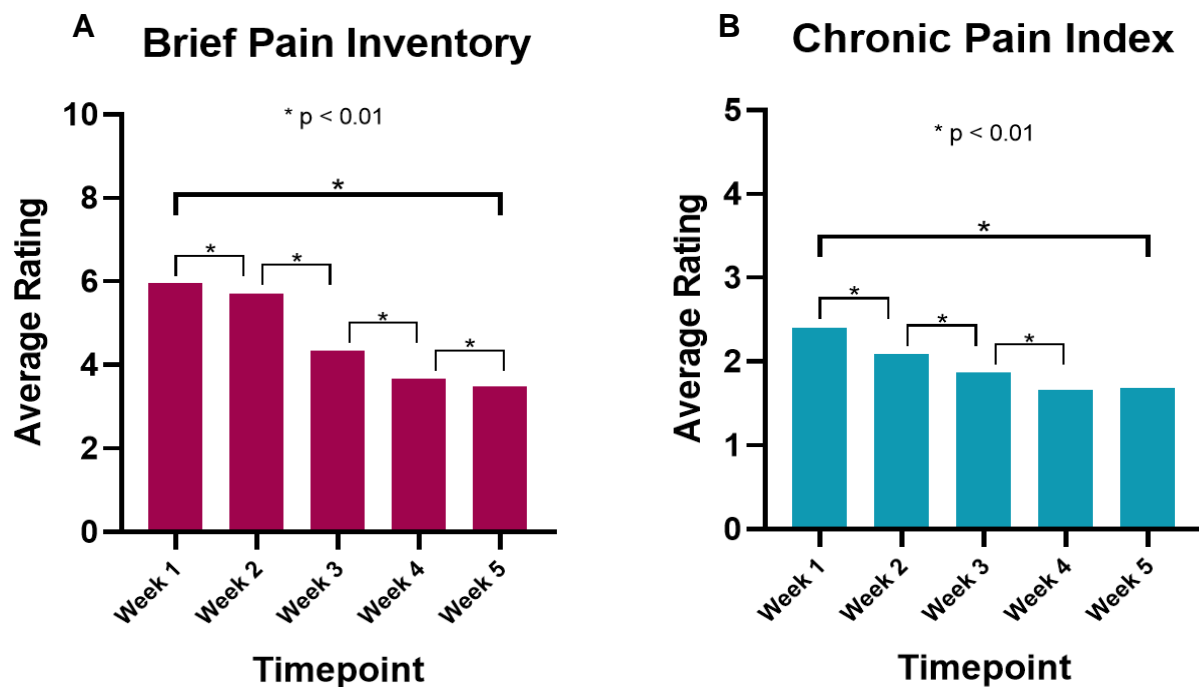 A
Brief Pain Inventory
* p < 0.01
Average Rating
10
8
6
4
2
0
*
*
*
*
*
Week 1
Week 2
Week 3
Week 4
Week 5
Timepoint
B
Chronic Pain Index
* p < 0.01
Average Rating
5
4
3
2
1
0
*
*
*
*
Week 1
Week 2
Week 3
Week 4
Week 5
Timepoint